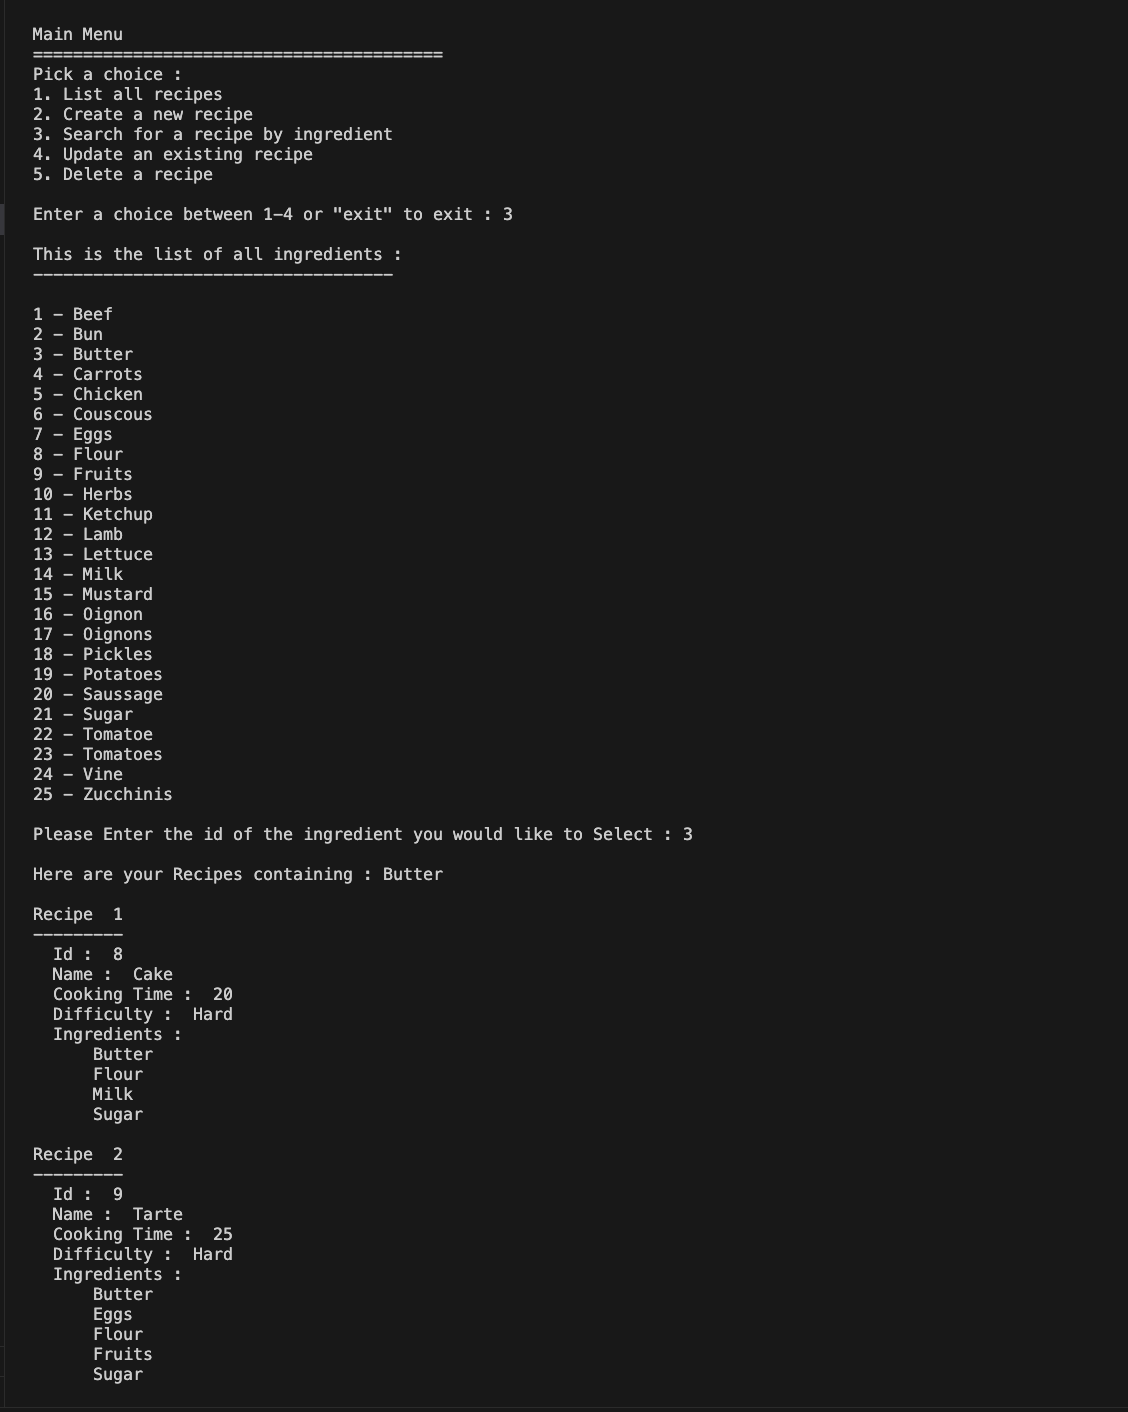 Main Menu
=========================================
Pick a choice :
1. List all recipes
2. Create a new recipe
3. Search for a recipe by ingredient
4. Update an existing recipe
5. Delete a recipe
Enter a choice between 1-4 or "exit" to exit : 3
This is the list of all ingredients :
------------------------------------
1 - Beef
2 - Bun
3 - Butter
4 - Carrots
5 - Chicken
6 - Couscous
7 - Eggs
8 - Flour
9 - Fruits
10 - Herbs
11 - Ketchup
12 - Lamb
13 - Lettuce
14 - Milk
15 - Mustard
16 - Oignon
17 - Oignons
18 - Pickles
19 - Potatoes
20 - Saussage
21 - Sugar
22 - Tomatoe
23 - Tomatoes
24 - Vine
25 - Zucchinis
Please Enter the id of the ingredient you would like to Select : 3
Here are your Recipes containing : Butter
Recipe  1
---------
  Id :  8
  Name :  Cake
  Cooking Time :  20
  Difficulty :  Hard
  Ingredients :
      Butter
      Flour
      Milk
      Sugar
Recipe  2
---------
  Id :  9
  Name :  Tarte
  Cooking Time :  25
  Difficulty :  Hard
  Ingredients :
      Butter
      Eggs
      Flour
      Fruits
      Sugar